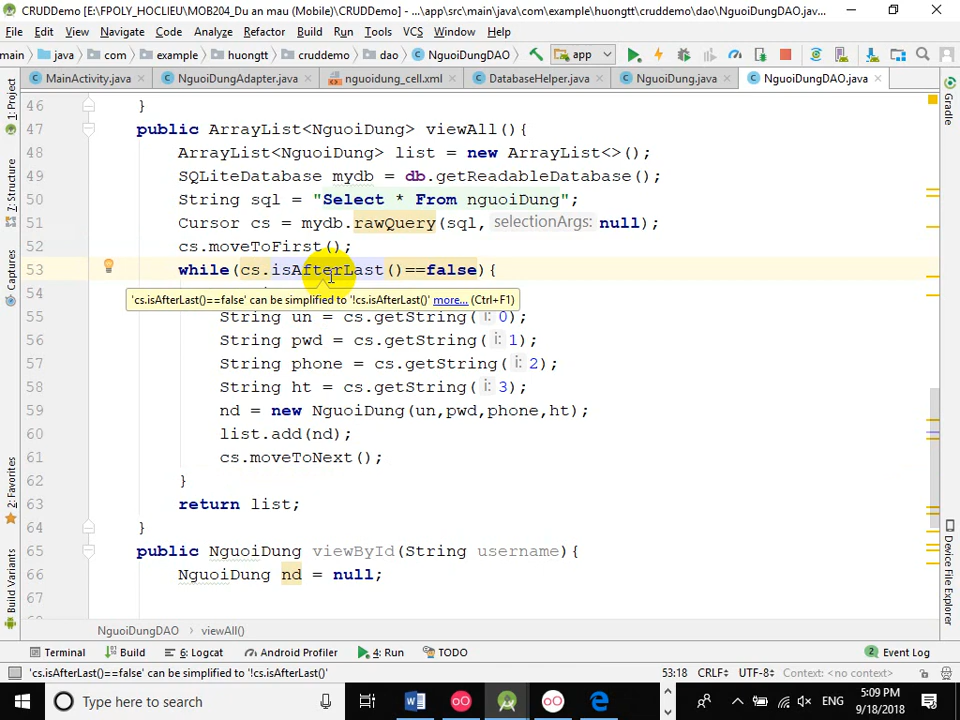 CRUDDemo [E:\FPOLY_HOCLIEU\MOB204_Du an mau (Mobile)\CRUDDemo] - ...\app\src\main\java\com\example\huongtt\cruddemo\dao\NguoiDungDAO.java...
File Edit View Navigate Code Analyze Refactor Build Run Tools VCS Window Help
main java com example huongtt cruddemo dao NguoiDungDAO app
MainActivity.java NguoiDungAdapter.java nguoidung_cell.xml DatabaseHelper.java NguoiDung.java NguoiDungDAO.java
1: Project
7: Structure
Captures
2: Favorites
Build Variants
Gradle
Device File Explorer
46 }
47 public ArrayList<NguoiDung> viewAll(){
48 ArrayList<NguoiDung> list = new ArrayList<>();
49 SQLiteDatabase mydb = db.getReadableDatabase();
50 String sql = "Select * From nguoiDung";
51 Cursor cs = mydb.rawQuery(sql, selectionArgs: null);
52 cs.moveToFirst();
53 while(cs.isAfterLast()==false){
54
'cs.isAfterLast()==false' can be simplified to '!cs.isAfterLast()' more... (Ctrl+F1)
55 String un = cs.getString( i: 0);
56 String pwd = cs.getString( i: 1);
57 String phone = cs.getString( i: 2);
58 String ht = cs.getString( i: 3);
59 nd = new NguoiDung(un,pwd,phone,ht);
60 list.add(nd);
61 cs.moveToNext();
62 }
63 return list;
64 }
65 public NguoiDung viewById(String username){
66 NguoiDung nd = null;
67
NguoiDungDAO viewAll()
Terminal Build 6: Logcat Android Profiler 4: Run TODO 2 Event Log
'cs.isAfterLast()==false' can be simplified to '!cs.isAfterLast()' 53:18 CRLF÷ UTF-8÷ Context: <no context>
Type here to search
ENG
5:09 PM
9/18/2018